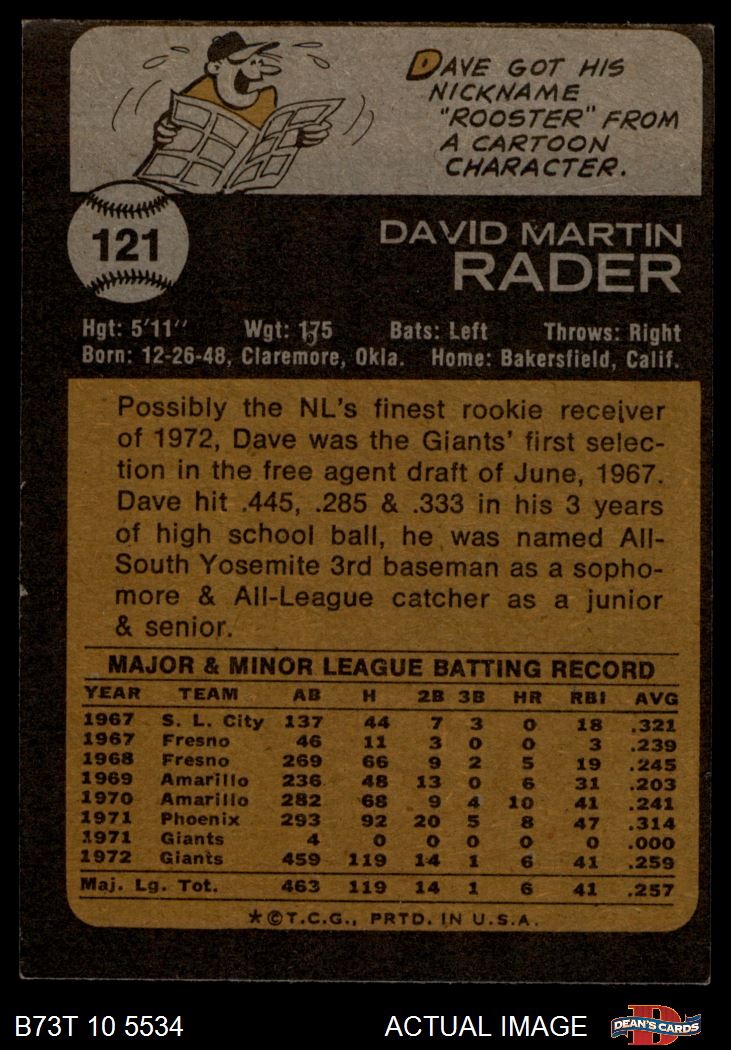 DAVE GOT HIS
NICKNAME
"ROOSTER" FROM
A CARTOON
CHARACTER.
121
DAVID MARTIN
RADER
Hgt: 5'11'' Wgt: 175 Bats: Left Throws: Right
Born: 12-26-48, Claremore, Okla. Home: Bakersfield, Calif.
Possibly the NL's finest rookie receiver
of 1972, Dave was the Giants' first selec-
tion in the free agent draft of June, 1967.
Dave hit .445, .285 & .333 in his 3 years
of high school ball, he was named All-
South Yosemite 3rd baseman as a sopho-
more & All-League catcher as a junior
& senior.
MAJOR & MINOR LEAGUE BATTING RECORD
YEAR TEAM AB H 2B 3B HR RBI AVG
1967 S. L. City 137 44 7 3 0 18 .321
1967 Fresno 46 11 3 0 0 3 .239
1968 Fresno 269 66 9 2 5 19 .245
1969 Amarillo 236 48 13 0 6 31 .203
1970 Amarillo 282 68 9 4 10 41 .241
1971 Phoenix 293 92 20 5 8 47 .314
1971 Giants 4 0 0 0 0 0 .000
1972 Giants 459 119 14 1 6 41 .259
Maj. Lg. Tot. 463 119 14 1 6 41 .257
*©T.C.G., PRTD. IN U.S.A.
B73T 10 5534 ACTUAL IMAGE DEAN'S CARDS